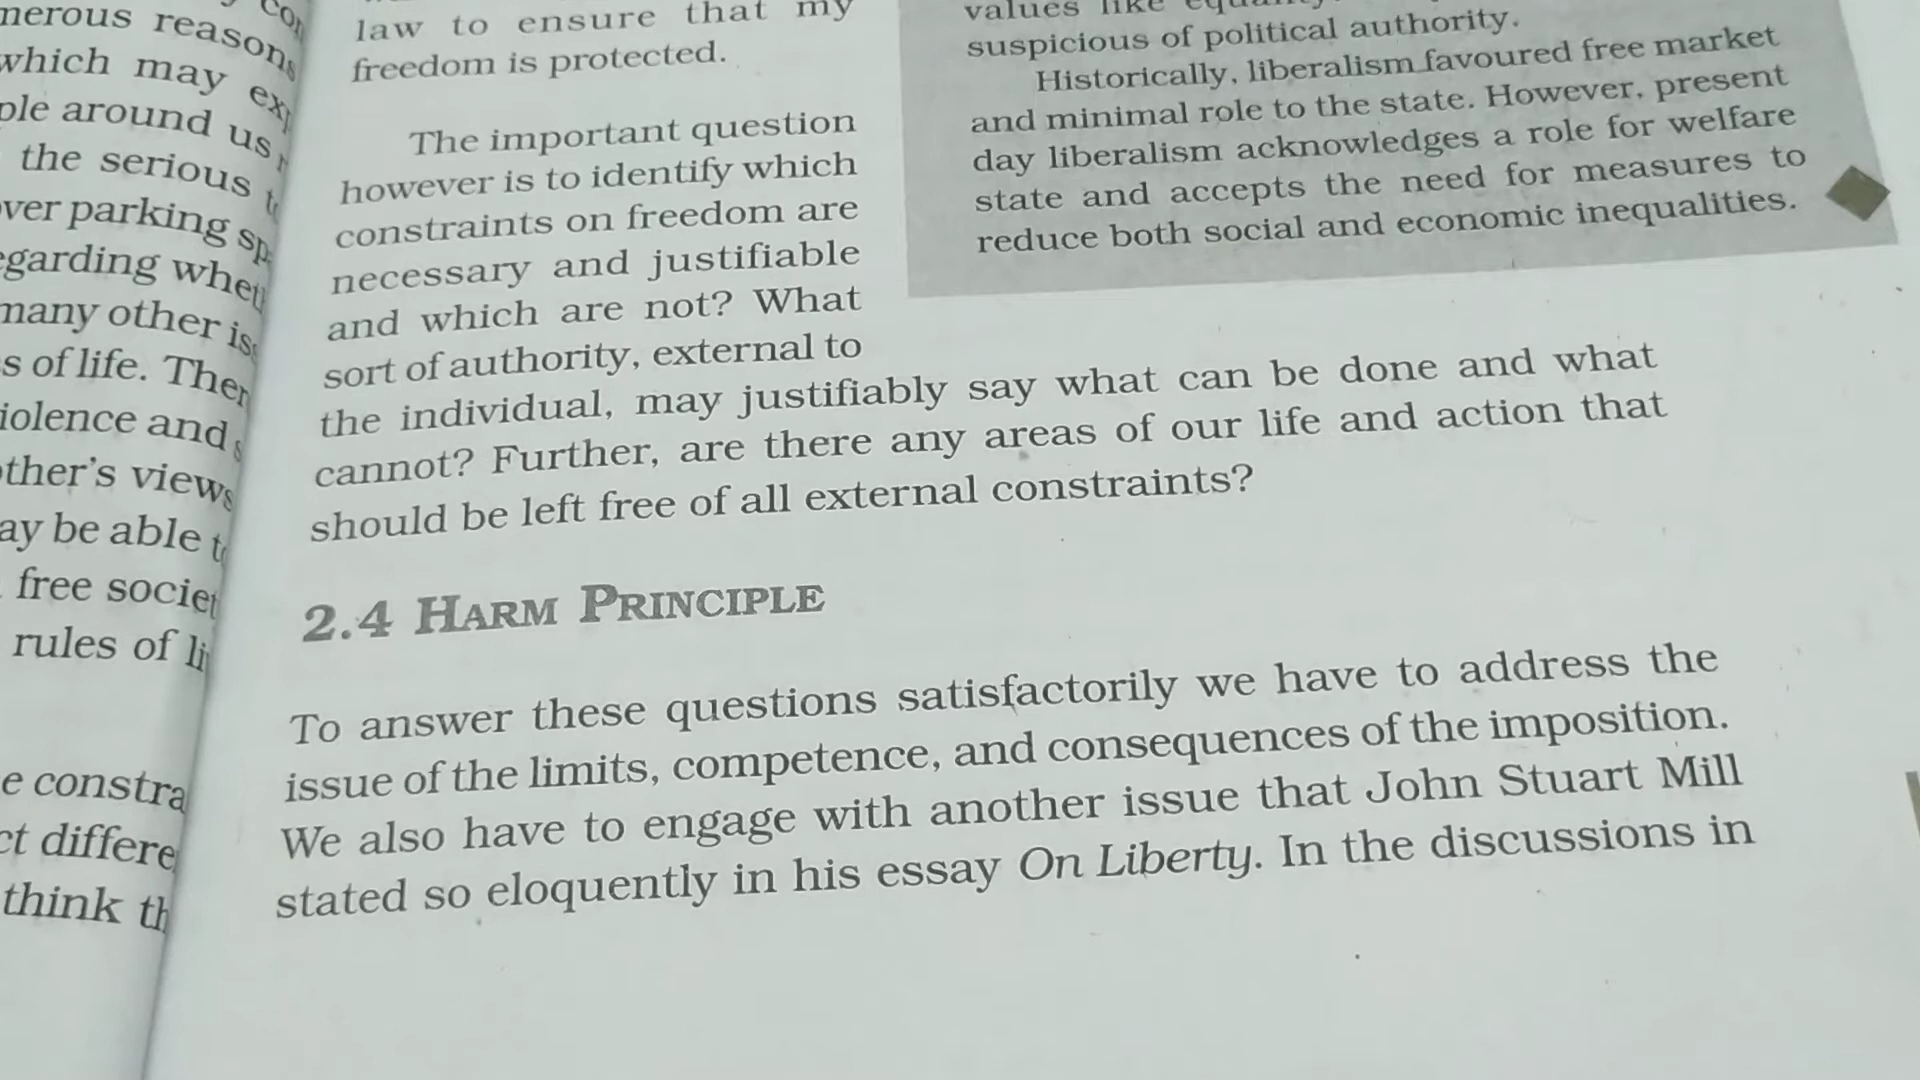 nerous reasons
which may
ple around us
the serious
ver parking
egarding
many other
s of life.
iolence and
ther's views
ay be able
free
rules of
e
think
law to ensure that my
freedom is protected.
The important question
however is to identify which
constraints on freedom are
necessary and justifiable
and which are not? What
sort of authority, external to
the individual, may justifiably say what can be done and what
cannot? Further, are there any areas of our life and action that
should be left free of all external constraints?
2.4 HARM PRINCIPLE
To answer these questions satisfactorily we have to address the
issue of the limits, competence, and consequences of the imposition.
We also have to engage with another issue that John Stuart Mill
stated so eloquently in his essay On Liberty. In the discussions in
values like
suspicious of political authority.
Historically, liberalism favoured free market
and minimal role to the state. However, present
day liberalism acknowledges a role for welfare
state and accepts the need for measures to
reduce both social and economic inequalities.